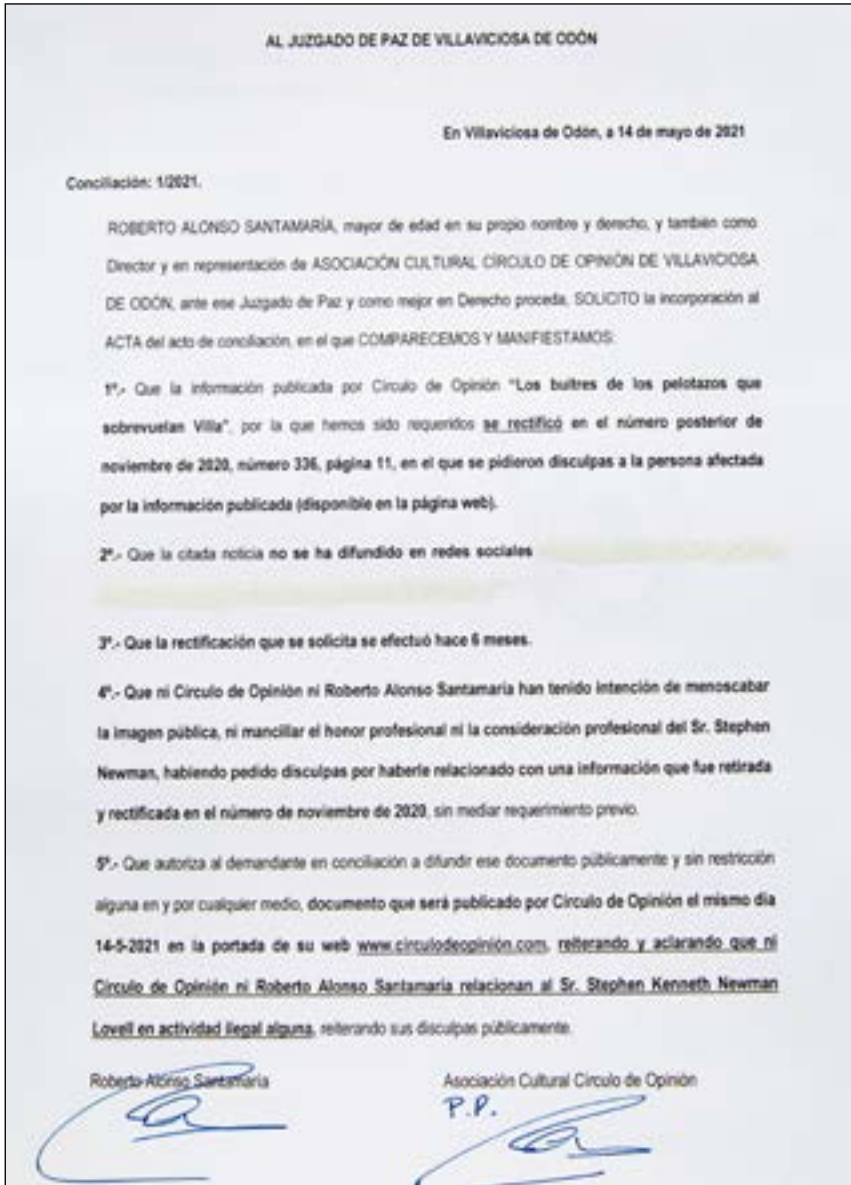 AL JUZGADO DE PAZ DE VILLAVICIOSA DE ODÓN
En Villaviciosa de Odón, a 14 de mayo de 2021
Conciliación: 1/2021.
ROBERTO ALONSO SANTAMARÍA, mayor de edad en su propio nombre y derecho, y también como
Director y en representación de ASOCIACIÓN CULTURAL CÍRCULO DE OPINIÓN DE VILLAVICIOSA
DE ODÓN, ante ese Juzgado de Paz y como mejor en Derecho proceda, SOLICITO la incorporación al
ACTA del acto de conciliación, en el que COMPARECEMOS Y MANIFIESTAMOS:
1º.- Que la información publicada por Circulo de Opinión "Los buitres de los pelotazos que
sobrevuelan Villa", por la que hemos sido requeridos se rectificó en el número posterior de
noviembre de 2020, número 336, página 11, en el que se pidieron disculpas a la persona afectada
por la información publicada (disponible en la página web).
2º.- Que la citada noticia no se ha difundido en redes sociales
3º.- Que la rectificación que se solicita se efectuó hace 6 meses.
4º.- Que ni Circulo de Opinión ni Roberto Alonso Santamaría han tenido intención de menoscabar
la imagen pública, ni mancillar el honor profesional ni la consideración profesional del Sr. Stephen
Newman, habiendo pedido disculpas por haberle relacionado con una información que fue retirada
y rectificada en el número de noviembre de 2020, sin mediar requerimiento previo.
5º.- Que autoriza al demandante en conciliación a difundir ese documento públicamente y sin restricción
alguna en y por cualquier medio, documento que será publicado por Circulo de Opinión el mismo dia
14-5-2021 en la portada de su web www.circulodeopinión.com, reiterando y aclarando que ni
Circulo de Opinión ni Roberto Alonso Santamaria relacionan al Sr. Stephen Kenneth Newman
Lovell en actividad ilegal alguna, reiterando sus disculpas públicamente.
Roberto Alonso Santamaria
Asociación Cultural Circulo de Opinión
P.P.